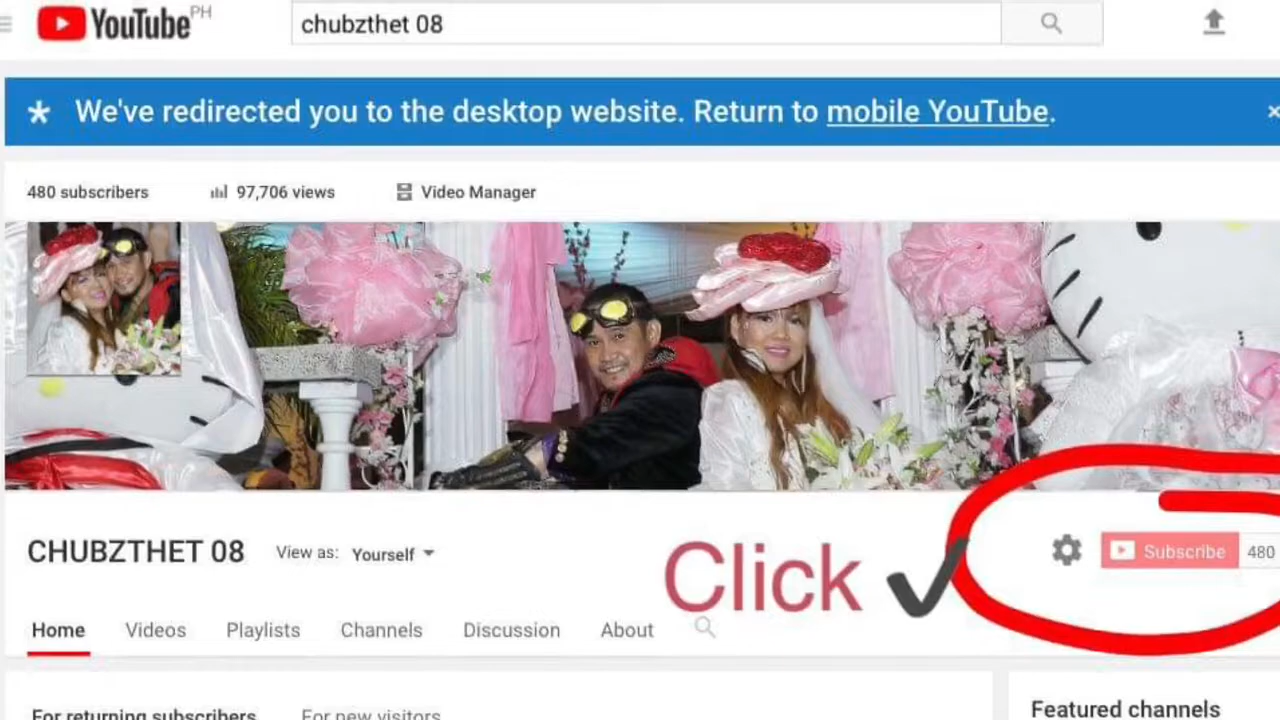 YouTube PH
chubzthet 08
We've redirected you to the desktop website. Return to mobile YouTube.
480 subscribers 97,706 views Video Manager
CHUBZTHET 08 View as: Yourself
Click
Subscribe 480
Home Videos Playlists Channels Discussion About
For returning subscribers For new visitors
Featured channels